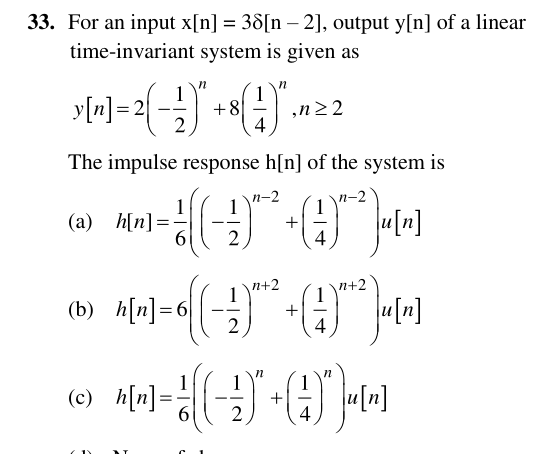 33. For an input x[n] = 3δ[n – 2], output y[n] of a linear
time-invariant system is given as
y[n] = 2(-1/2)^n + 8(1/4)^n, n ≥ 2
The impulse response h[n] of the system is
(a) h[n] = 1/6((-1/2)^{n-2} + (1/4)^{n-2})u[n]
(b) h[n] = 6((-1/2)^{n+2} + (1/4)^{n+2})u[n]
(c) h[n] = 1/6((-1/2)^n + (1/4)^n)u[n]